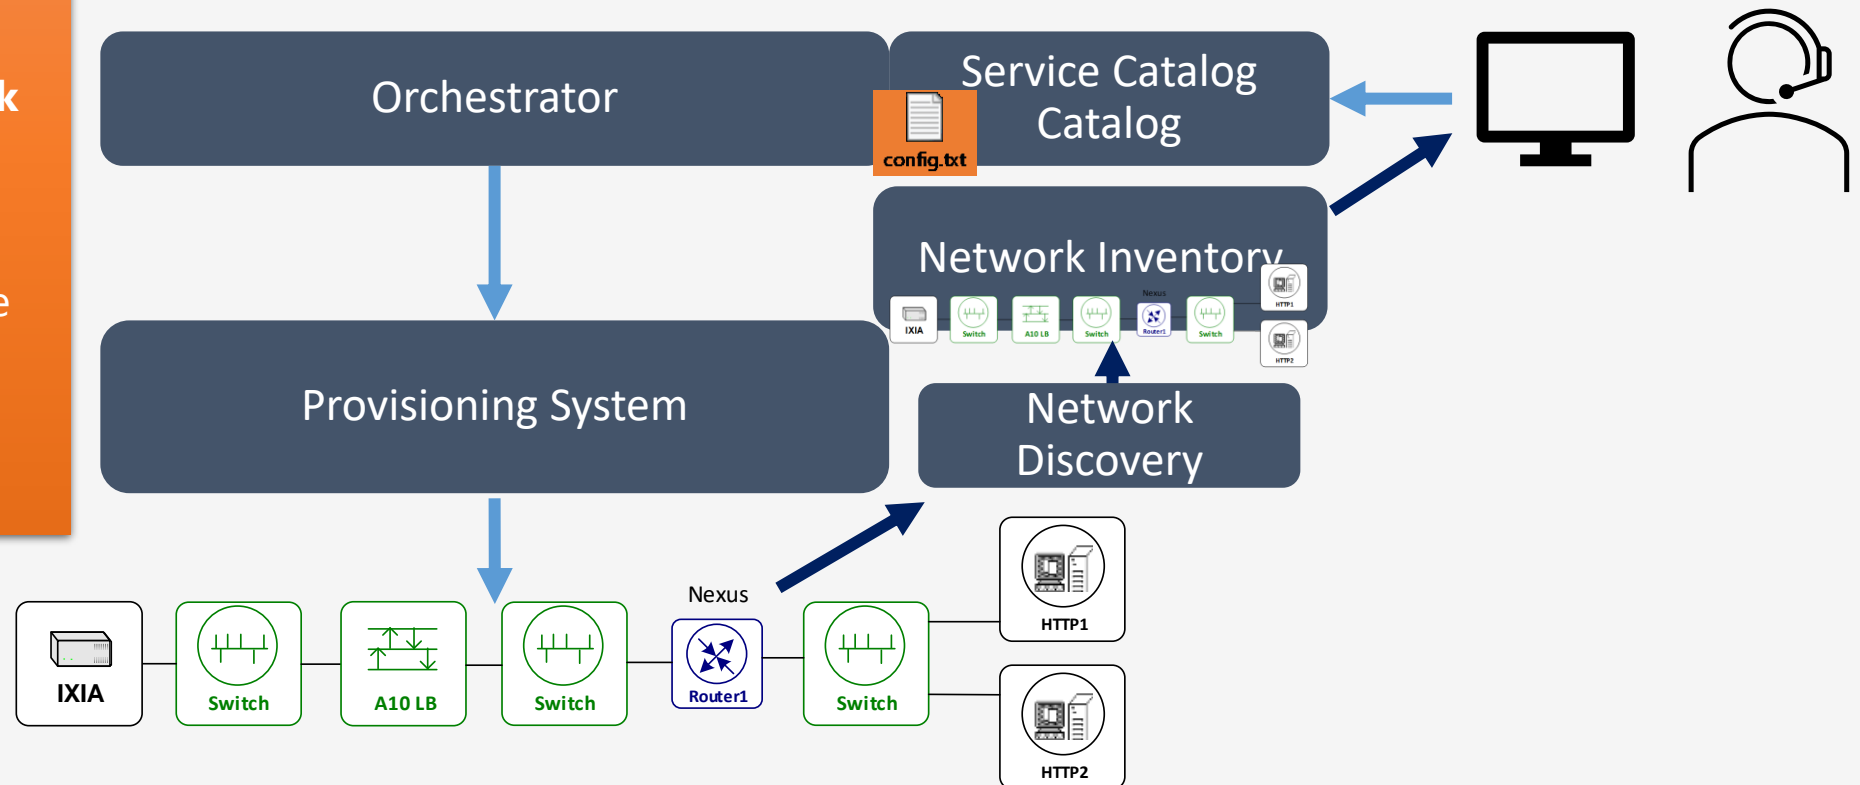 k
e
Orchestrator
Service Catalog
Catalog
config.txt
Network Inventory
Nexus
IXIA
Switch
A10 LB
Switch
Router1
Switch
HTTP1
HTTP2
Provisioning System
Network
Discovery
Nexus
IXIA
Switch
A10 LB
Switch
Router1
Switch
HTTP1
HTTP2